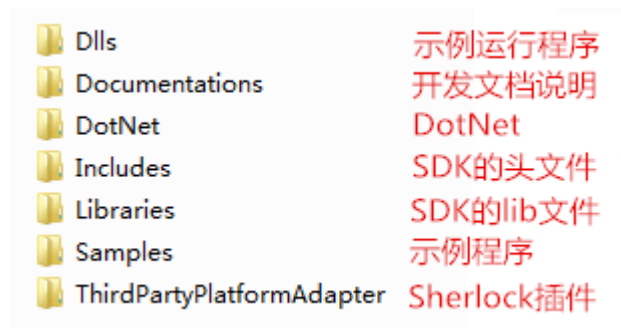 Dlls 示例运行程序
Documentations 开发文档说明
DotNet DotNet
Includes SDK的头文件
Libraries SDK的lib文件
Samples 示例程序
ThirdPartyPlatformAdapter Sherlock插件